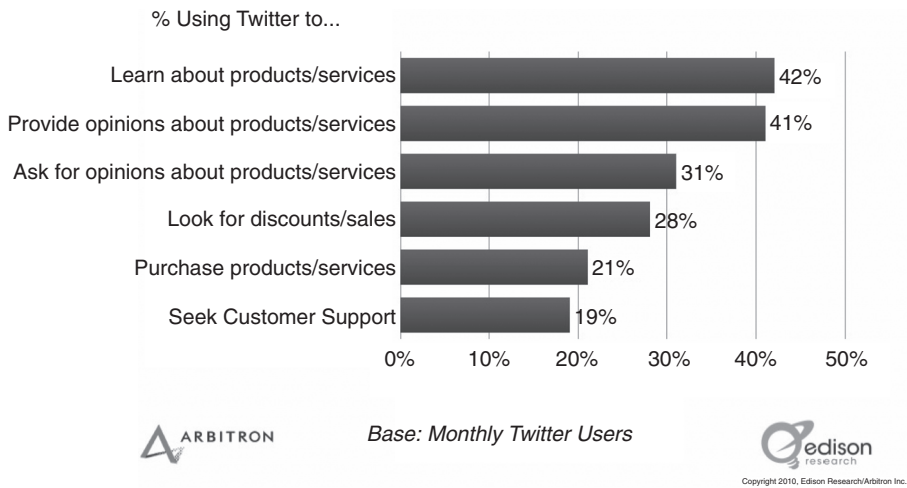 % Using Twitter to...
Learn about products/services 42%
Provide opinions about products/services 41%
Ask for opinions about products/services 31%
Look for discounts/sales 28%
Purchase products/services 21%
Seek Customer Support 19%
0% 10% 20% 30% 40% 50%
ARBITRON
Base: Monthly Twitter Users
edison
research
Copyright 2010, Edison Research/Arbitron Inc.